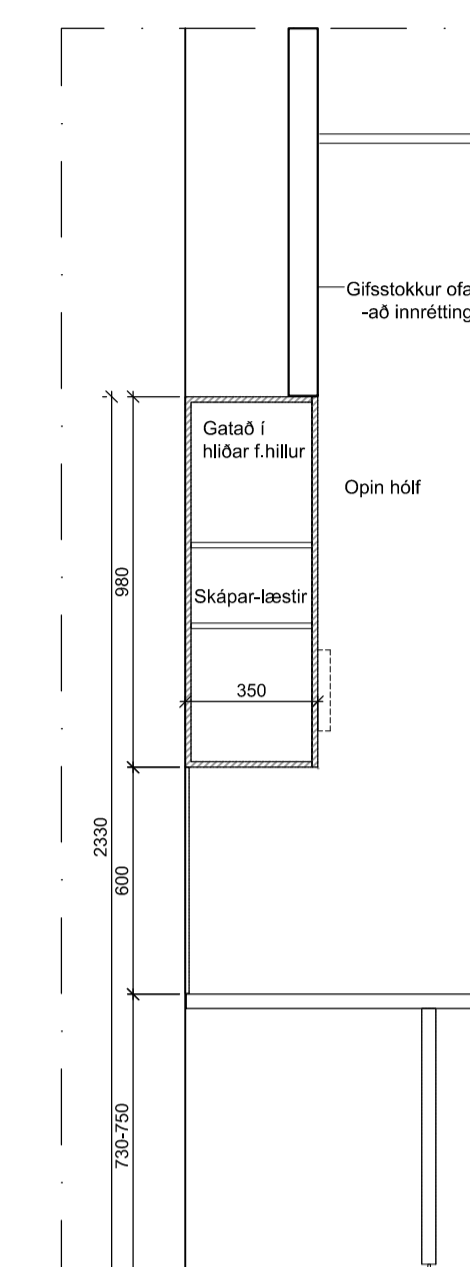 Gifsstokkur ofa
-að innrétting
Gatað í
hliðar f.hillur
Opin hólf
980
Skápar-læstir
350
2330
600
730-750